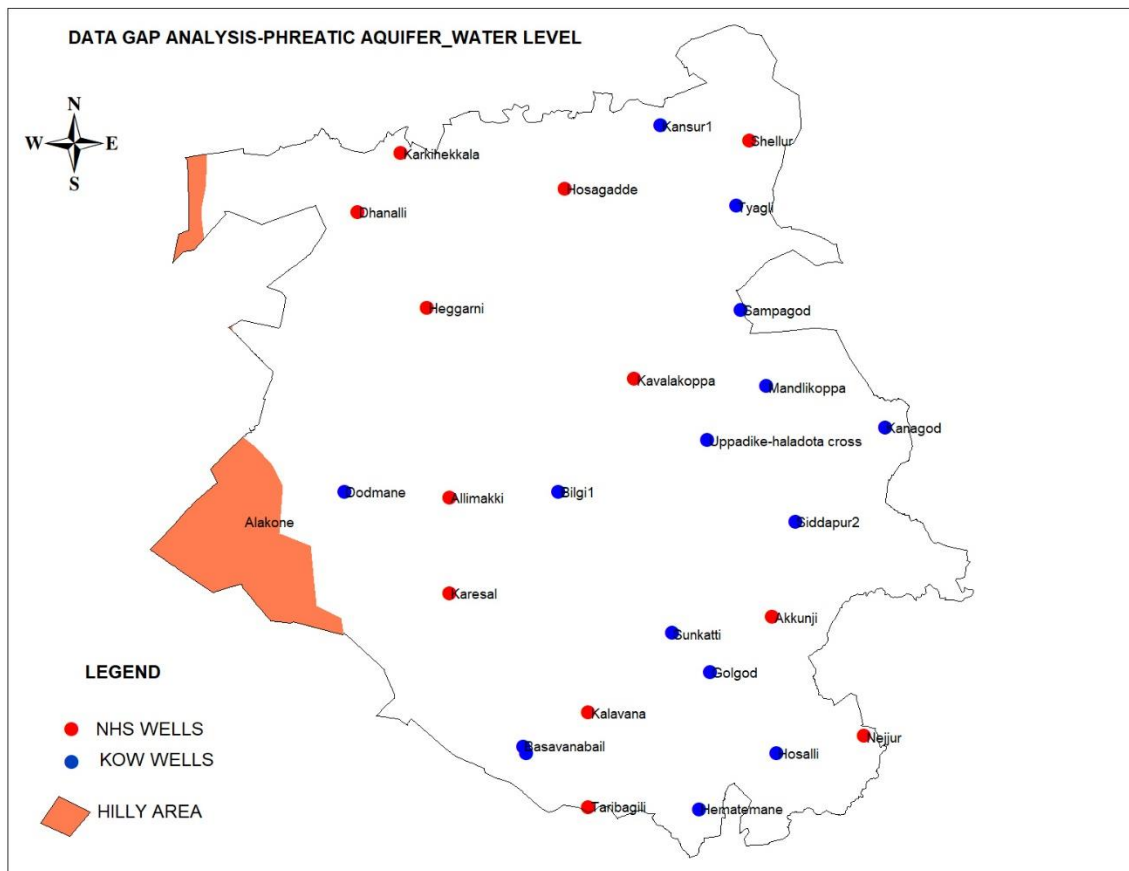 DATA GAP ANALYSIS-PHREATIC AQUIFER_WATER LEVEL
N
W E
S
Kansur1
Shellur
Karkihekkala
Hosagadde
Tyagli
Dhanalli
Heggarni
Sampagod
Kavalakoppa
Mandlikoppa
Kanagod
Uppadike-haladota cross
Dodmane
Allimakki
Bilgi1
Alakone
Siddapur2
Karesal
Akkunji
Sunkatti
Golgod
Kalavana
Nejjur
Basavanabail
Hosalli
Taribagili
Hematemane
LEGEND
NHS WELLS
KOW WELLS
HILLY AREA